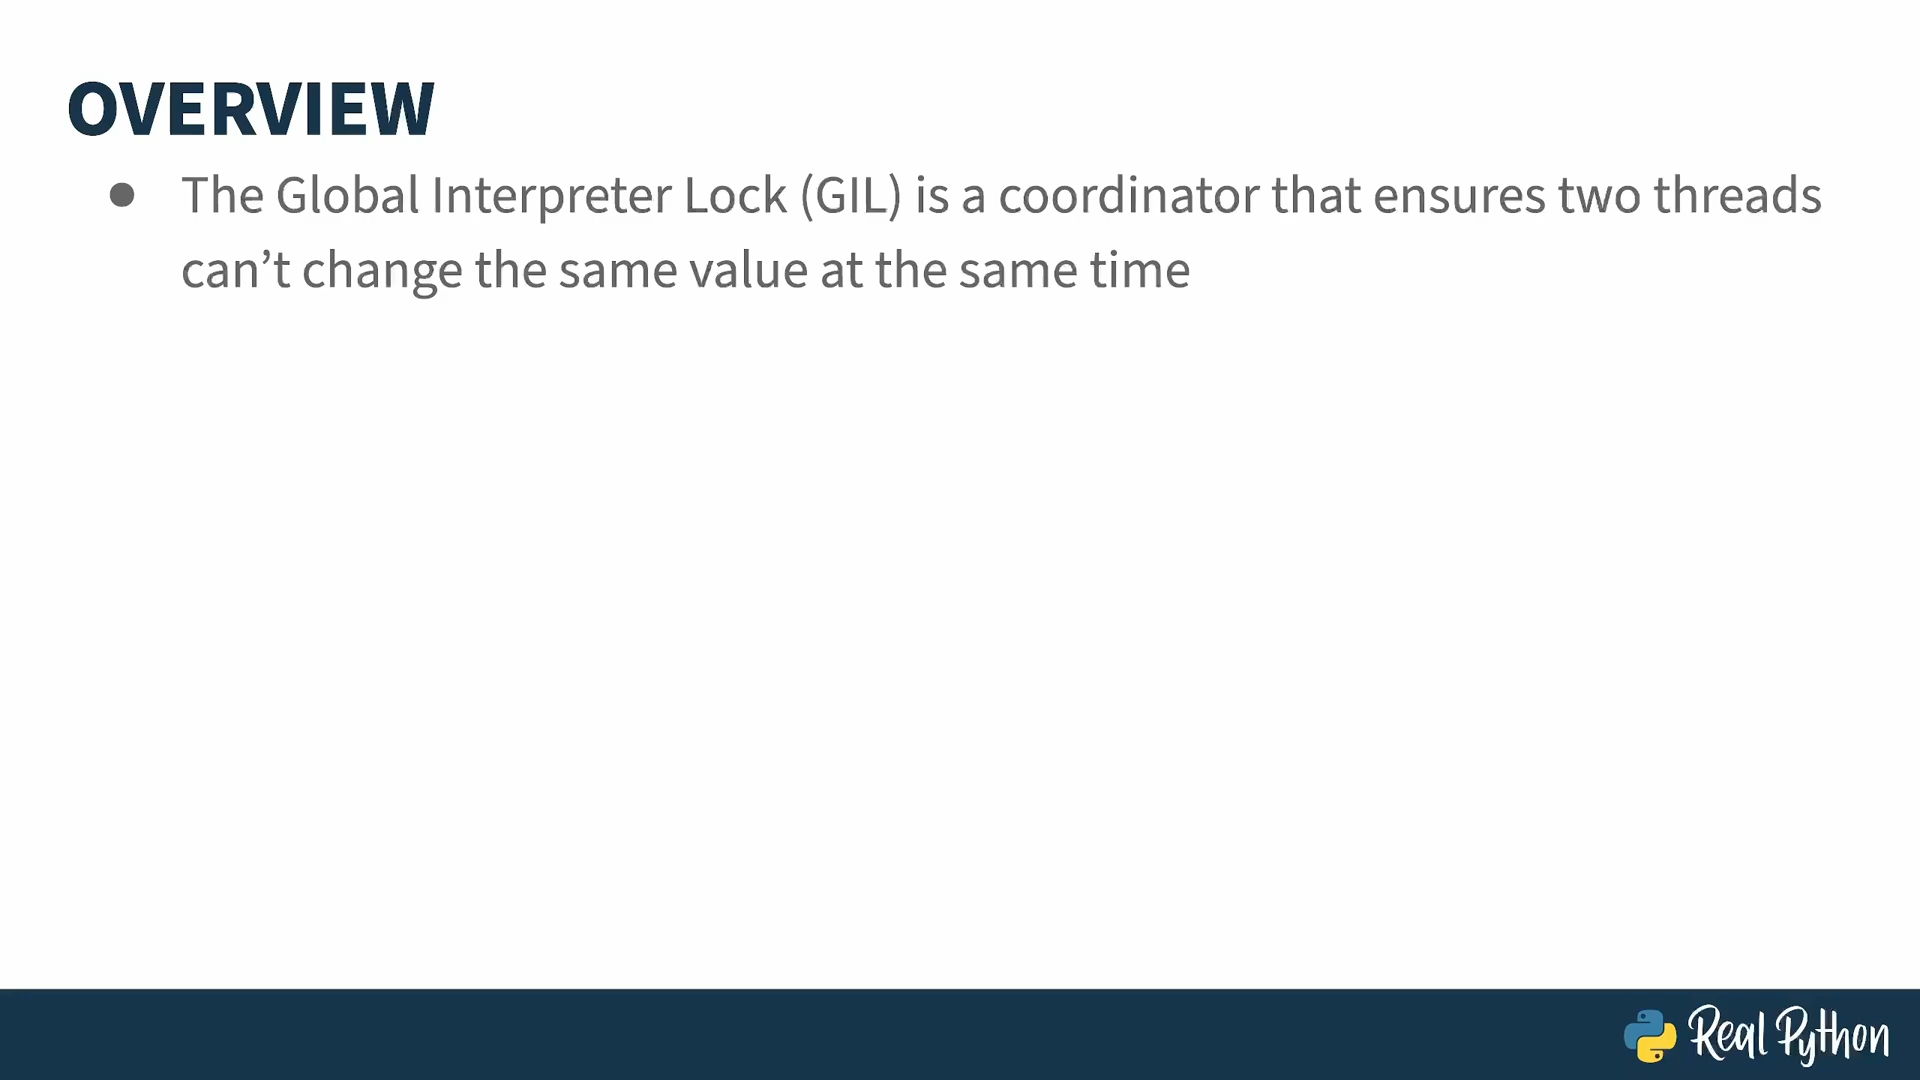 OVERVIEW
● The Global Interpreter Lock (GIL) is a coordinator that ensures two threads
can’t change the same value at the same time
Real Python